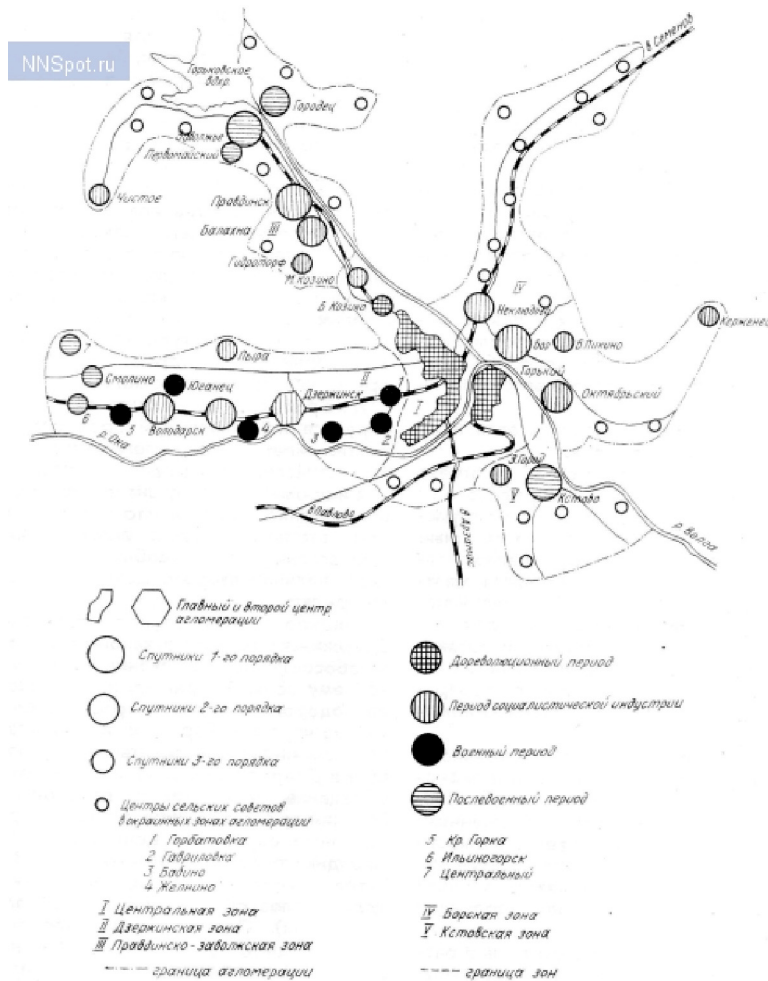 NNSpot.ru
в Семенов
Горьковское
вдхр.
Городец
Заволжье
Первомайский
Чистое
Правдинск
III
Балахна
Гидроторф
М. Козино
Б. Козино
IV
Неклюдово
Керженец
Бор
В. Пихино
Горький
Октябрьский
7
Пыра
Смолино
Юганец
II
Дзержинск
1
I
6
5
Володарск
4
3
2
р. Ока
З. Город
V
Кстово
в Павлово
в Арзамас
р. Волга
Главный и второй центр
агломерации
Спутники 1-го порядка
Спутники 2-го порядка
Спутники 3-го порядка
Центры сельских советов
в окраинных зонах агломерации
1 Горбатовка
2 Гавриловка
3 Бабино
4 Желнино
I Центральная зона
II Дзержинская зона
III Правдинско-заволжская зона
граница агломерации
Дореволюционный период
Период социалистической индустрии
Военный период
Послевоенный период
5 Кр. Горка
6 Ильиногорск
7 Центральный
IV Борская зона
V Кстовская зона
граница зон